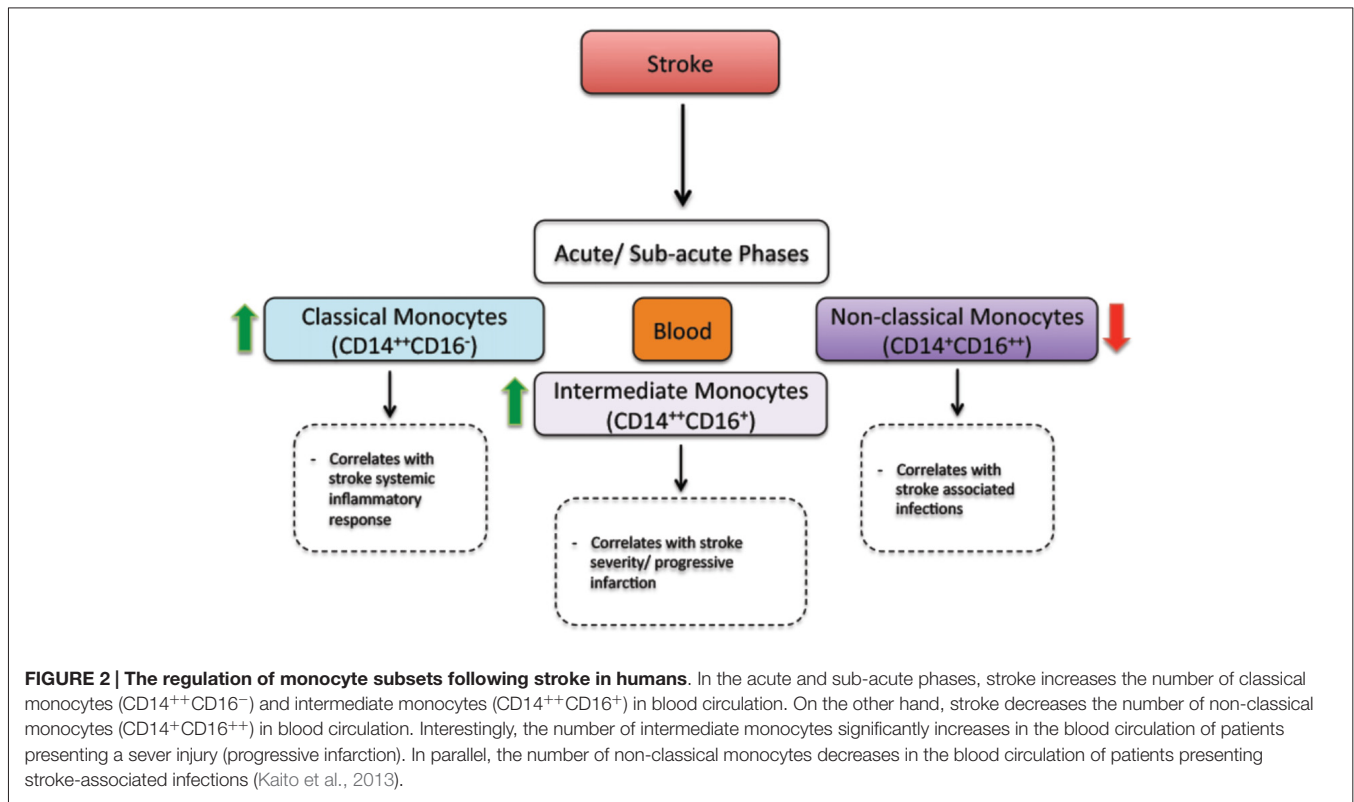 Stroke
Acute/ Sub-acute Phases
Classical Monocytes
(CD14⁺⁺CD16⁻)
Blood
Non-classical Monocytes
(CD14⁺CD16⁺⁺)
Intermediate Monocytes
(CD14⁺⁺CD16⁺)
- Correlates with
stroke systemic
inflammatory
response
- Correlates with stroke
severity/ progressive
infarction
- Correlates with
stroke associated
infections
FIGURE 2 | The regulation of monocyte subsets following stroke in humans. In the acute and sub-acute phases, stroke increases the number of classical
monocytes (CD14⁺⁺CD16⁻) and intermediate monocytes (CD14⁺⁺CD16⁺) in blood circulation. On the other hand, stroke decreases the number of non-classical
monocytes (CD14⁺CD16⁺⁺) in blood circulation. Interestingly, the number of intermediate monocytes significantly increases in the blood circulation of patients
presenting a sever injury (progressive infarction). In parallel, the number of non-classical monocytes decreases in the blood circulation of patients presenting
stroke-associated infections (Kaito et al., 2013).